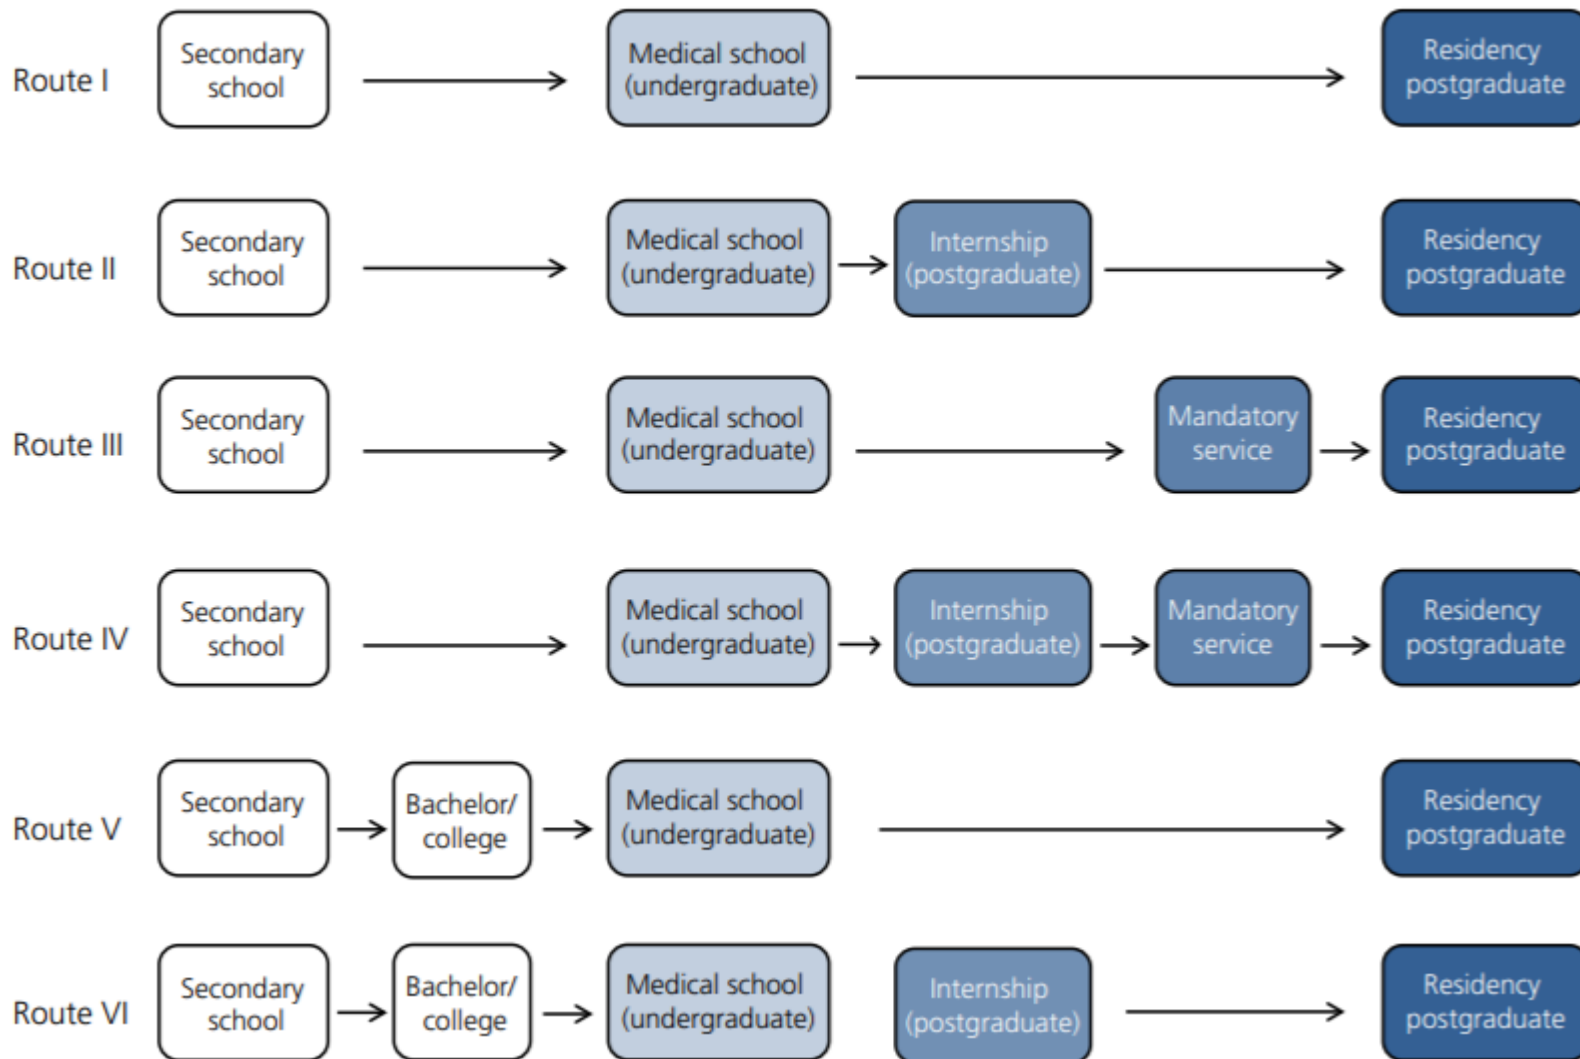 Route I
Secondary
school
Medical school
(undergraduate)
Residency
postgraduate
Route II
Secondary
school
Medical school
(undergraduate)
Internship
(postgraduate)
Residency
postgraduate
Route III
Secondary
school
Medical school
(undergraduate)
Mandatory
service
Residency
postgraduate
Route IV
Secondary
school
Medical school
(undergraduate)
Internship
(postgraduate)
Mandatory
service
Residency
postgraduate
Route V
Secondary
school
Bachelor/
college
Medical school
(undergraduate)
Residency
postgraduate
Route VI
Secondary
school
Bachelor/
college
Medical school
(undergraduate)
Internship
(postgraduate)
Residency
postgraduate